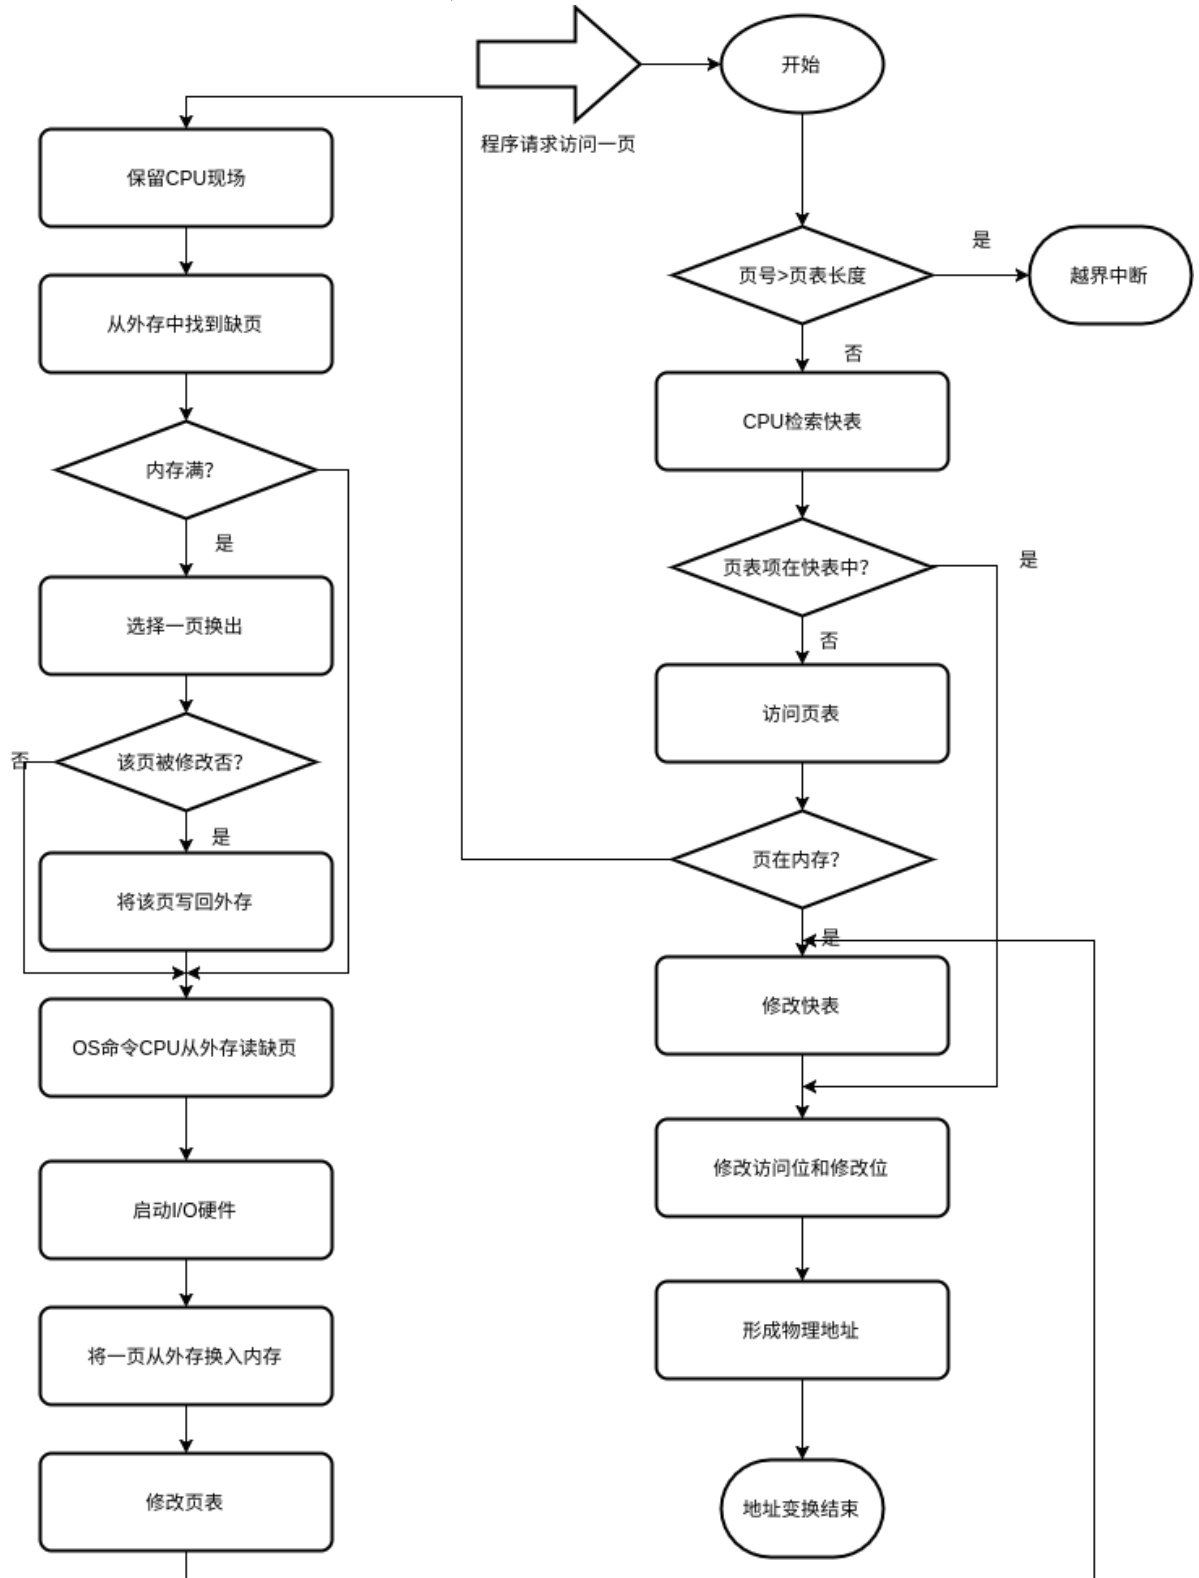 程序请求访问一页
开始
页号>页表长度
是
越界中断
否
CPU检索快表
页表项在快表中?
是
否
访问页表
页在内存?
是
修改快表
修改访问位和修改位
形成物理地址
地址变换结束
保留CPU现场
从外存中找到缺页
内存满?
是
选择一页换出
该页被修改否?
否
是
将该页写回外存
OS命令CPU从外存读缺页
启动I/O硬件
将一页从外存换入内存
修改页表